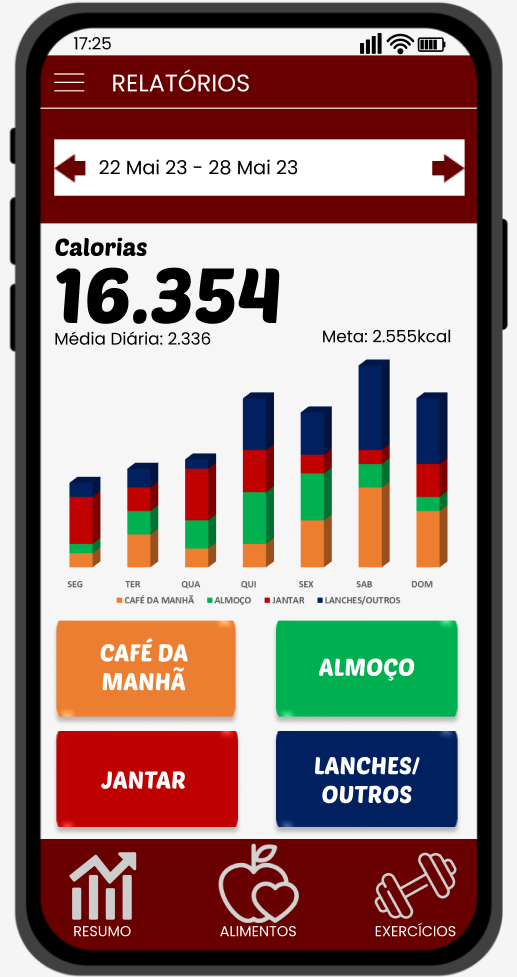 17:25
RELATÓRIOS
22 Mai 23 - 28 Mai 23
Calorias
16.354
Média Diária: 2.336
Meta: 2.555kcal
SEG TER QUA QUI SEX SAB DOM
CAFÉ DA MANHÃ ALMOÇO JANTAR LANCHES/OUTROS
CAFÉ DA
MANHÃ
ALMOÇO
JANTAR
LANCHES/
OUTROS
RESUMO
ALIMENTOS
EXERCÍCIOS